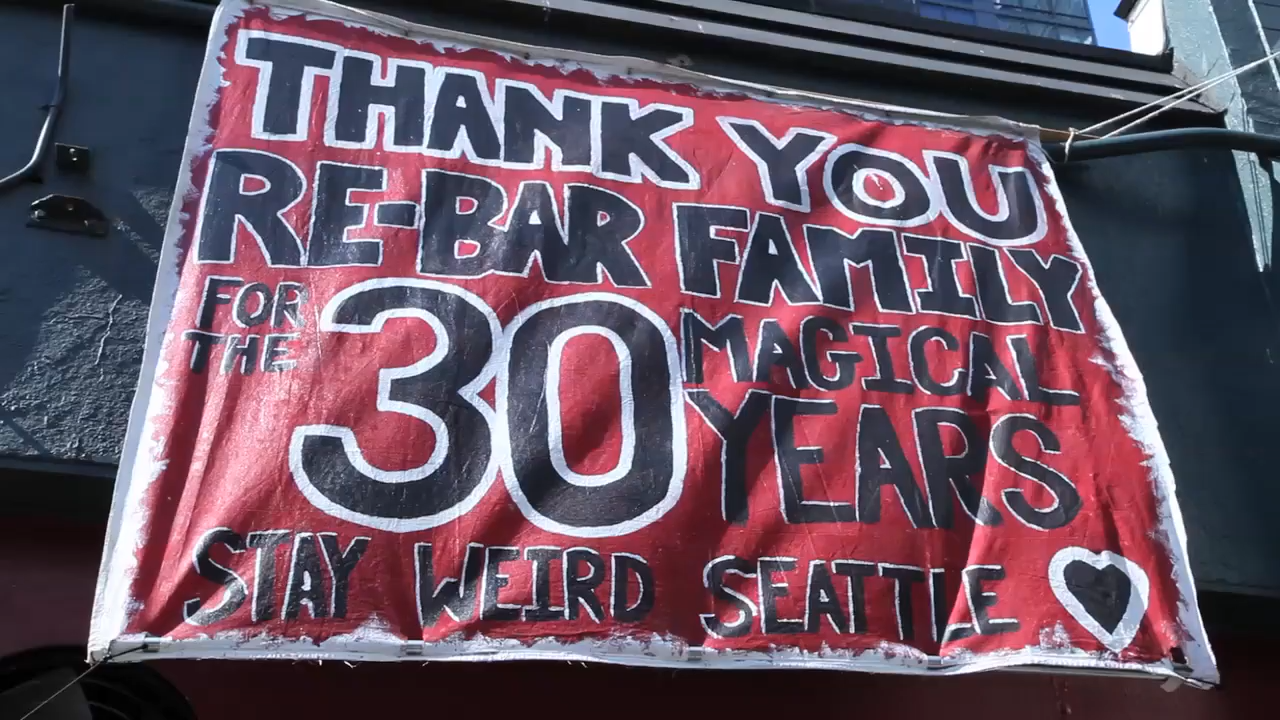 THANK YOU
RE-BAR FAMILY
FOR THE 30 MAGICAL YEARS
STAY WEIRD SEATTLE